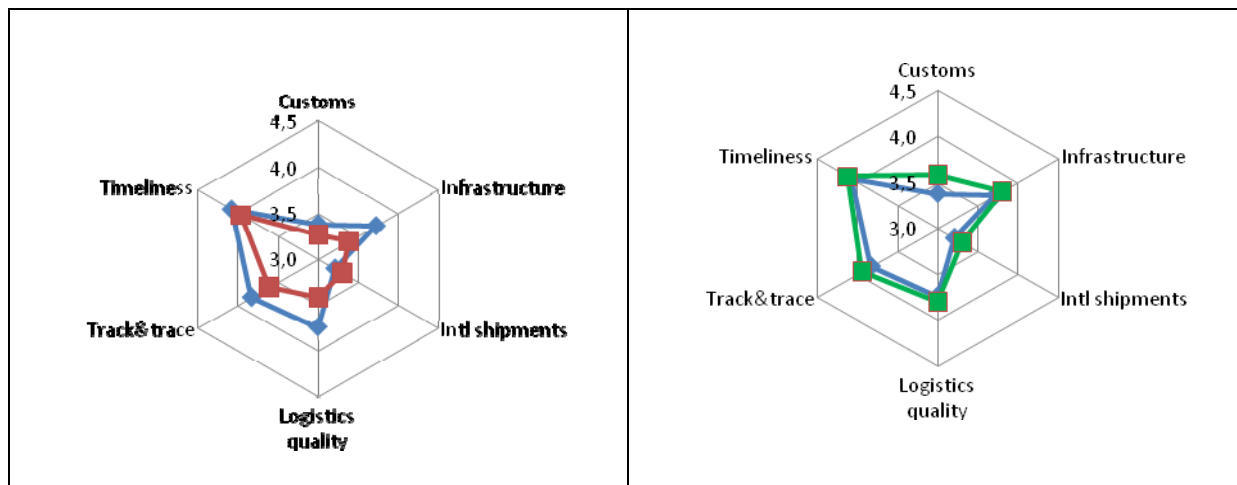 Customs
4,5
4,0
3,5
3,0
Timeliness
Infrastructure
Track&trace
Intl shipments
Logistics
quality
Customs
4,5
4,0
3,5
3,0
Timeliness
Infrastructure
Track&trace
Intl shipments
Logistics
quality